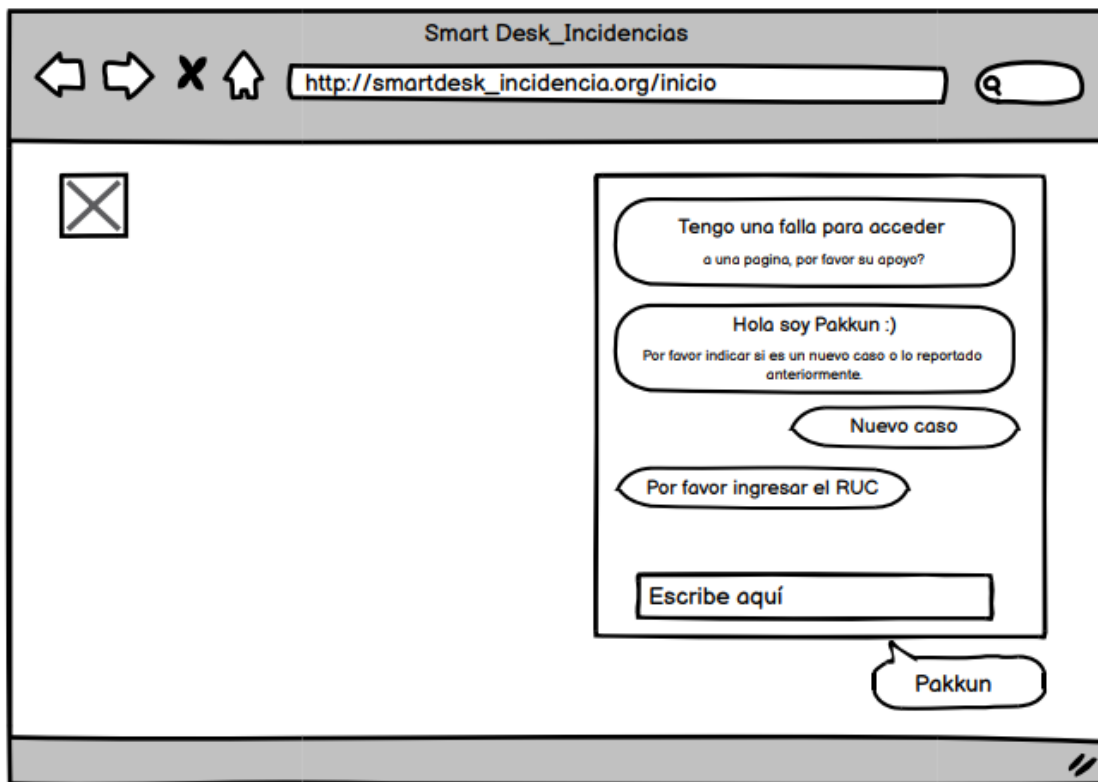 Smart Desk_Incidencias
http://smartdesk_incidencia.org/inicio
Tengo una falla para acceder
a una pagina, por favor su apoyo?
Hola soy Pakkun :)
Por favor indicar si es un nuevo caso o lo reportado
anteriormente.
Nuevo caso
Por favor ingresar el RUC
Escribe aquí
Pakkun